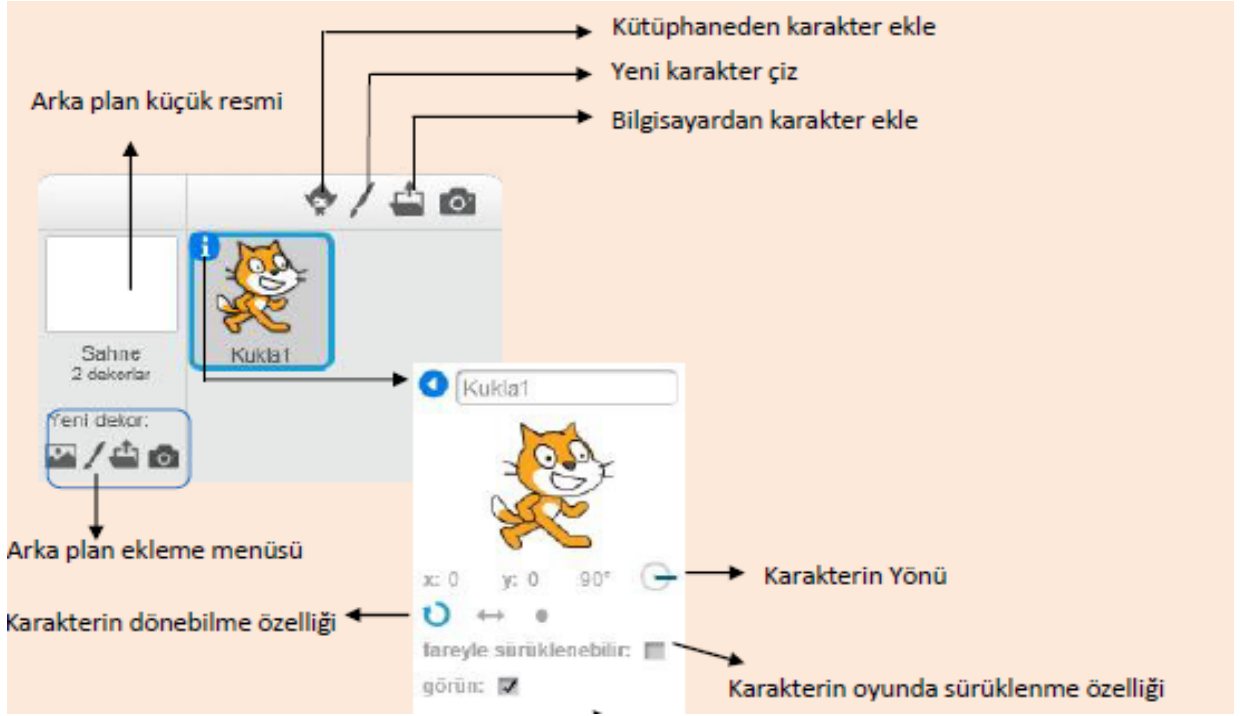 Kütüphaneden karakter ekle
Yeni karakter çiz
Arka plan küçük resmi
Bilgisayardan karakter ekle
i
Sahne
2 dekorlar
Kukla1
Yeni dekor:
Kukla1
Arka plan ekleme menüsü
x: 0 y: 0 90°
Karakterin Yönü
Karakterin dönebilme özelliği
fareyle sürüklenebilir:
görün:
Karakterin oyunda sürüklenme özelliği